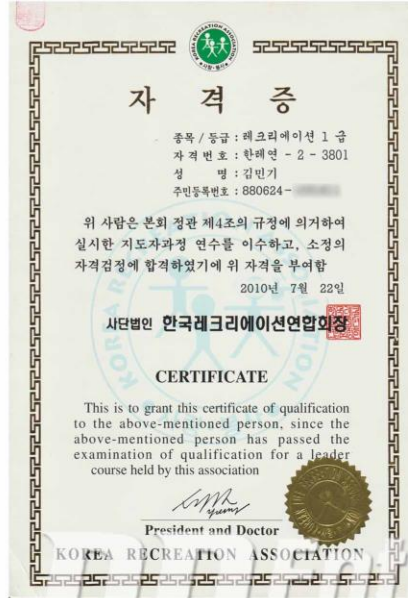 KOREA RECREATION ASSOCIATION
자 격 증
종목 / 등급 : 레크리에이션 1 급
자격번호 : 한레연 - 2 - 3801
성 명 : 김민기
주민등록번호 : 880624-
위 사람은 본회 정관 제4조의 규정에 의거하여
실시한 지도자과정 연수를 이수하고, 소정의
자격검정에 합격하였기에 위 자격을 부여함
2010년 7월 22일
사단법인 한국레크리에이션연합회장
CERTIFICATE
This is to grant this certificate of qualification
to the above-mentioned person, since the
above-mentioned person has passed the
examination of qualification for a leader
course held by this association
President and Doctor
KOREA RECREATION ASSOCIATION